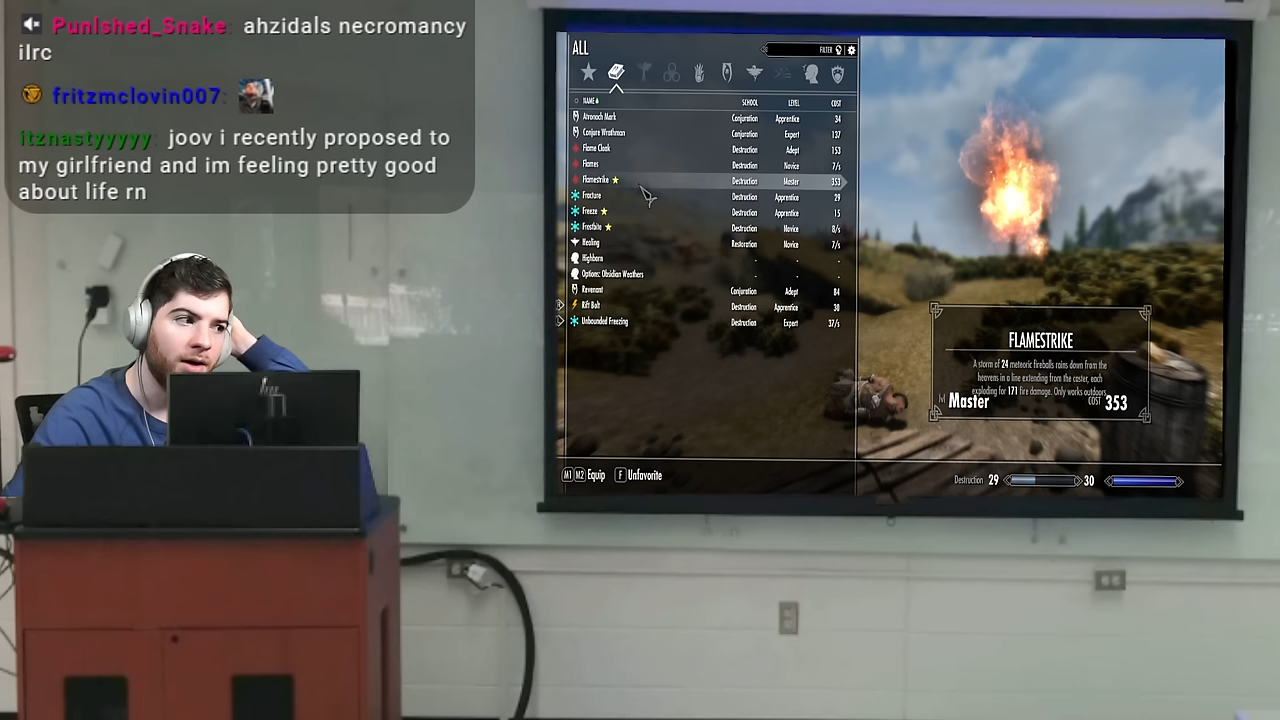 Pun1shed_Snake: ahzidals necromancy
ilrc
fritzmclovin007:
itznastyyyyy: joov i recently proposed to
my girlfriend and im feeling pretty good
about life rn
ALL
FILTER
NAME SCHOOL LEVEL COST
Atronach Mark Conjuration Apprentice 34
Conjure Wrathman Conjuration Expert 137
Flame Cloak Destruction Adept 153
Flames Destruction Novice 7/s
Flamestrike Destruction Master 353
Fracture Destruction Apprentice 29
Freeze Destruction Apprentice 15
Frostbite Destruction Novice 8/s
Healing Restoration Novice 7/s
Highborn - - -
Options: Obsidian Weathers - - -
Revenant Conjuration Adept 84
Rift Bolt Destruction Apprentice 30
Unbounded Freezing Destruction Expert 37/s
FLAMESTRIKE
A storm of 24 meteoric fireballs rains down from the
heavens in a line extending from the caster, each
exploding for 171 fire damage. Only works outdoors.
lvl Master COST 353
M1 M2 Equip F Unfavorite
Destruction 29 30